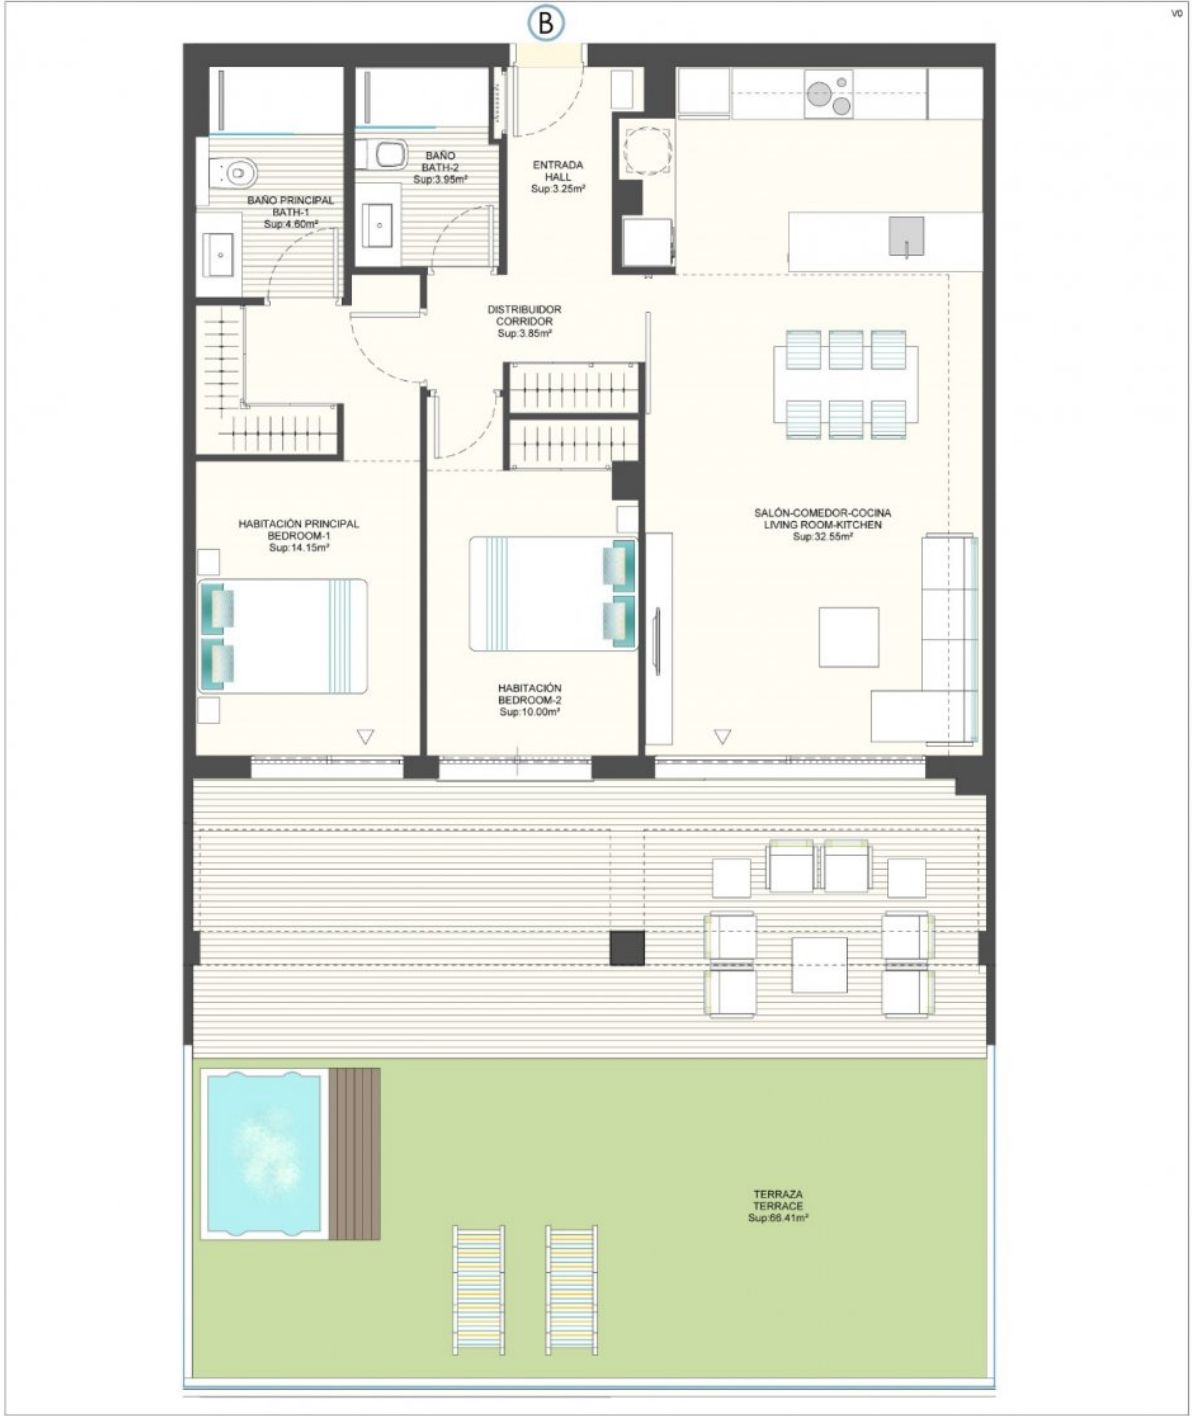 V0
B
BAÑO
BATH-2
Sup:3.95m²
ENTRADA
HALL
Sup:3.25m²
BAÑO PRINCIPAL
BATH-1
Sup:4.60m²
DISTRIBUIDOR
CORRIDOR
Sup:3.85m²
HABITACIÓN PRINCIPAL
BEDROOM-1
Sup:14.15m²
SALÓN-COMEDOR-COCINA
LIVING ROOM-KITCHEN
Sup:32.55m²
HABITACIÓN
BEDROOM-2
Sup:10.00m²
TERRAZA
TERRACE
Sup:66.41m²